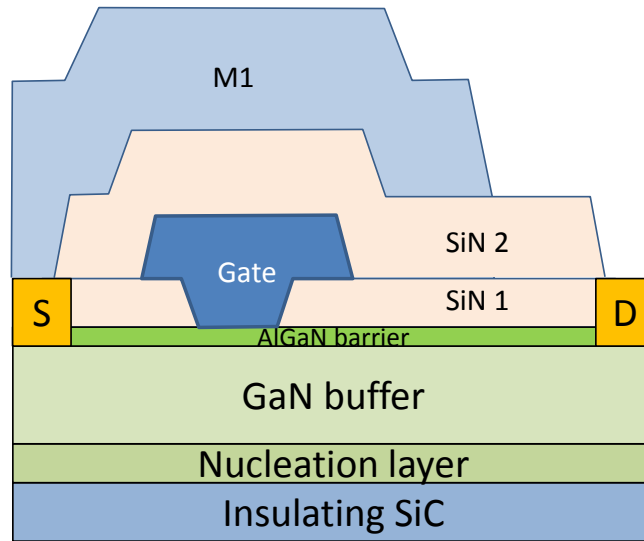 M1
SiN 2
Gate
SiN 1
S
D
AlGaN barrier
GaN buffer
Nucleation layer
Insulating SiC